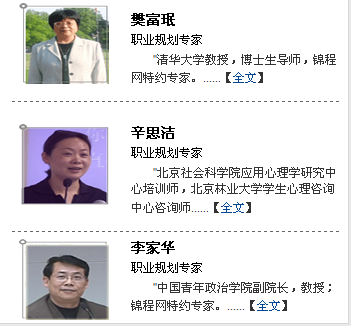 樊富珉
职业规划专家
"清华大学教授，博士生导师，锦程
网特约专家。......【全文】
辛思洁
职业规划专家
"北京社会科学院应用心理学研究中
心培训师，北京林业大学学生心理咨询
中心咨询师......【全文】
李家华
职业规划专家
"中国青年政治学院副院长，教授；
锦程网特约专家。......【全文】